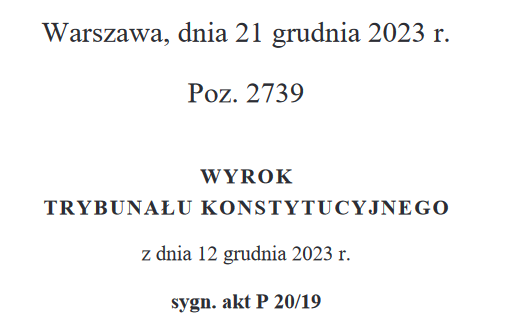 Warszawa, dnia 21 grudnia 2023 r.
Poz. 2739
WYROK
TRYBUNAŁU KONSTYTUCYJNEGO
z dnia 12 grudnia 2023 r.
sygn. akt P 20/19